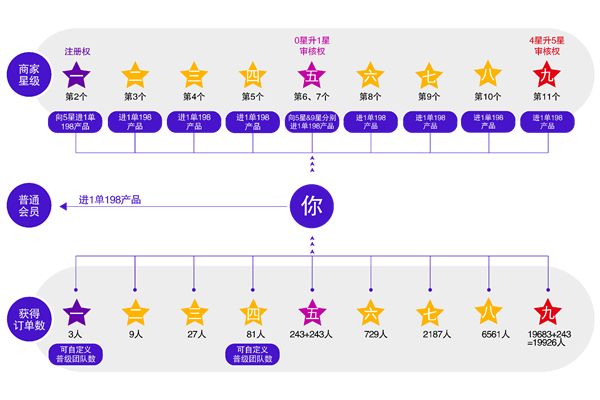 注册权
0星升1星
审核权
4星升5星
审核权
商家
星级
一 二 三 四 五 六 七 八 九
第2个 第3个 第4个 第5个 第6、7个 第8个 第9个 第10个 第11个
向5星进1单
198产品
进1单198
产品
进1单198
产品
进1单198
产品
向5星&9星分别
进1单198产品
进1单198
产品
进1单198
产品
进1单198
产品
进1单198
产品
普通
会员
进1单198产品
你
获得
订单数
一 二 三 四 五 六 七 八 九
3人 9人 27人 81人 243+243人 729人 2187人 6561人 19683+243
=19926人
可自定义
普级团队数
可自定义
普级团队数